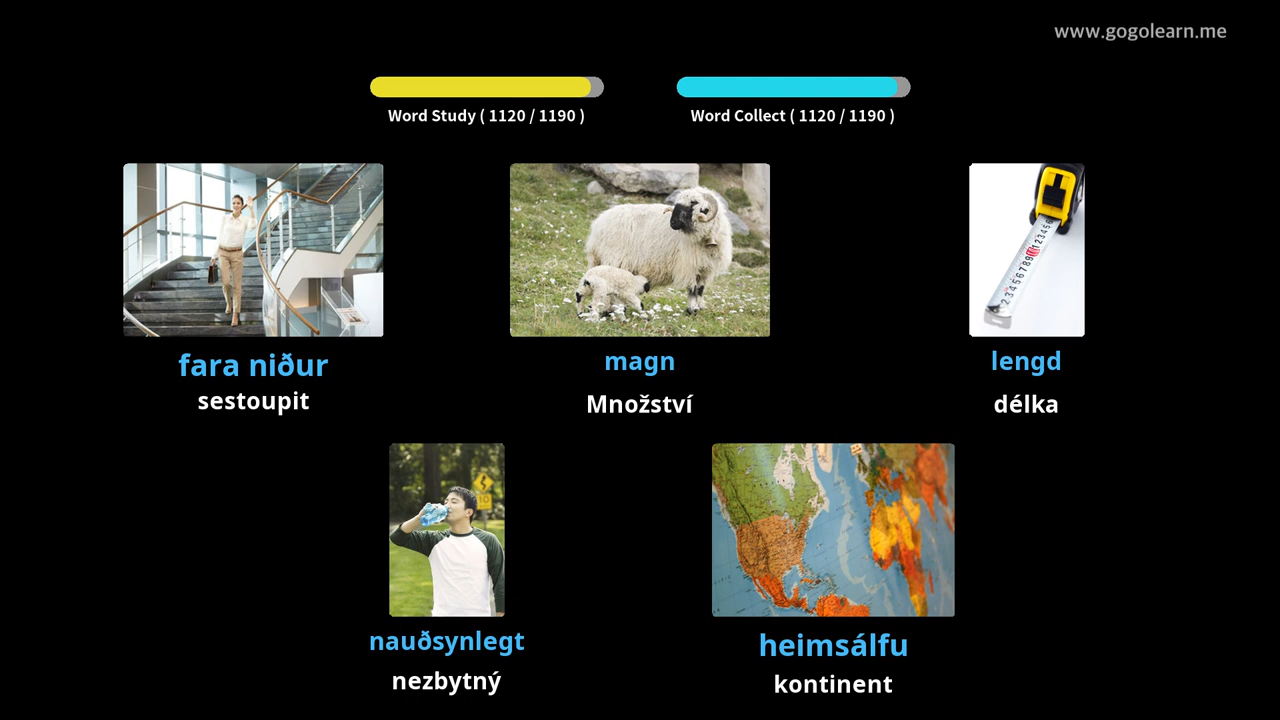 www.gogolearn.me
Word Study ( 1120 / 1190 )
Word Collect ( 1120 / 1190 )
fara niður
sestoupit
magn
Množství
lengd
délka
nauðsynlegt
nezbytný
heimsálfu
kontinent